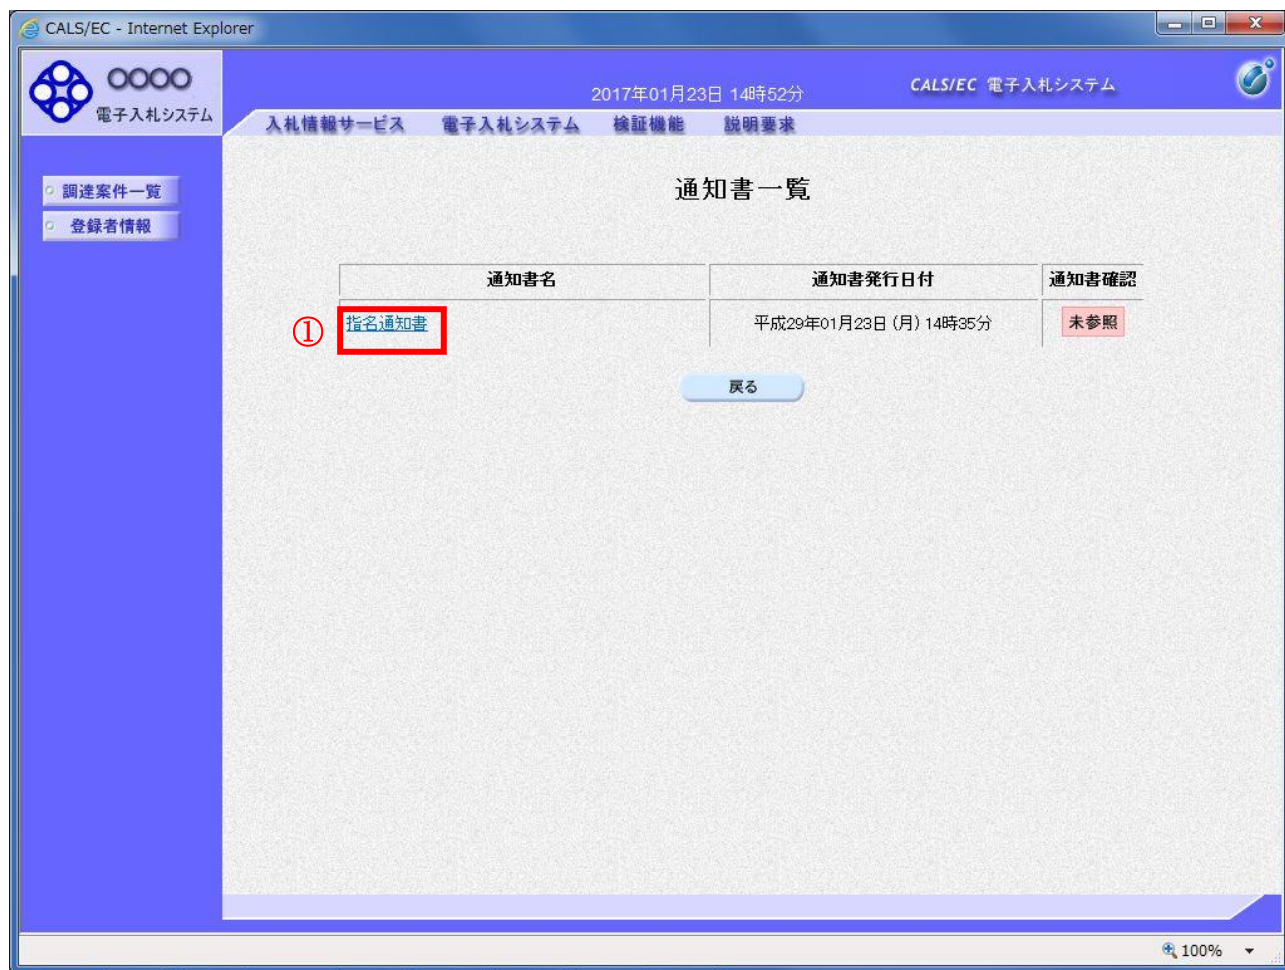 CALS/EC - Internet Explorer
〇〇〇〇
電子入札システム
2017年01月23日 14時52分
CALS/EC 電子入札システム
入札情報サービス 電子入札システム 検証機能 説明要求
調達案件一覧
登録者情報
通知書一覧
通知書名 通知書発行日付 通知書確認
① 指名通知書 平成29年01月23日 (月) 14時35分 未参照
戻る
100%